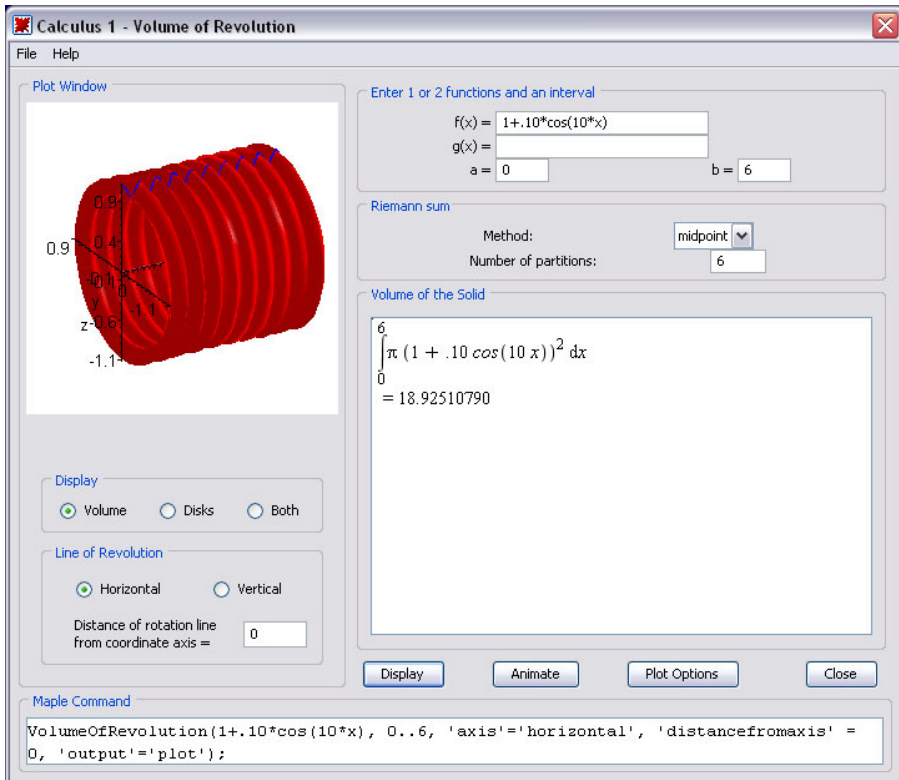 Calculus 1 - Volume of Revolution
File Help
Plot Window
0.9
0.9
0.4
-0.1
0
y
-1.1
z
-0.6
-1.1
Display
Volume Disks Both
Line of Revolution
Horizontal Vertical
Distance of rotation line
from coordinate axis = 0
Enter 1 or 2 functions and an interval
f(x) = 1+.10*cos(10*x)
g(x) =
a = 0 b = 6
Riemann sum
Method: midpoint
Number of partitions: 6
Volume of the Solid
6
∫π (1 + .10 cos(10 x))² dx
0
= 18.92510790
Display Animate Plot Options Close
Maple Command
VolumeOfRevolution(1+.10*cos(10*x), 0..6, 'axis'='horizontal', 'distancefromaxis' =
0, 'output'='plot');